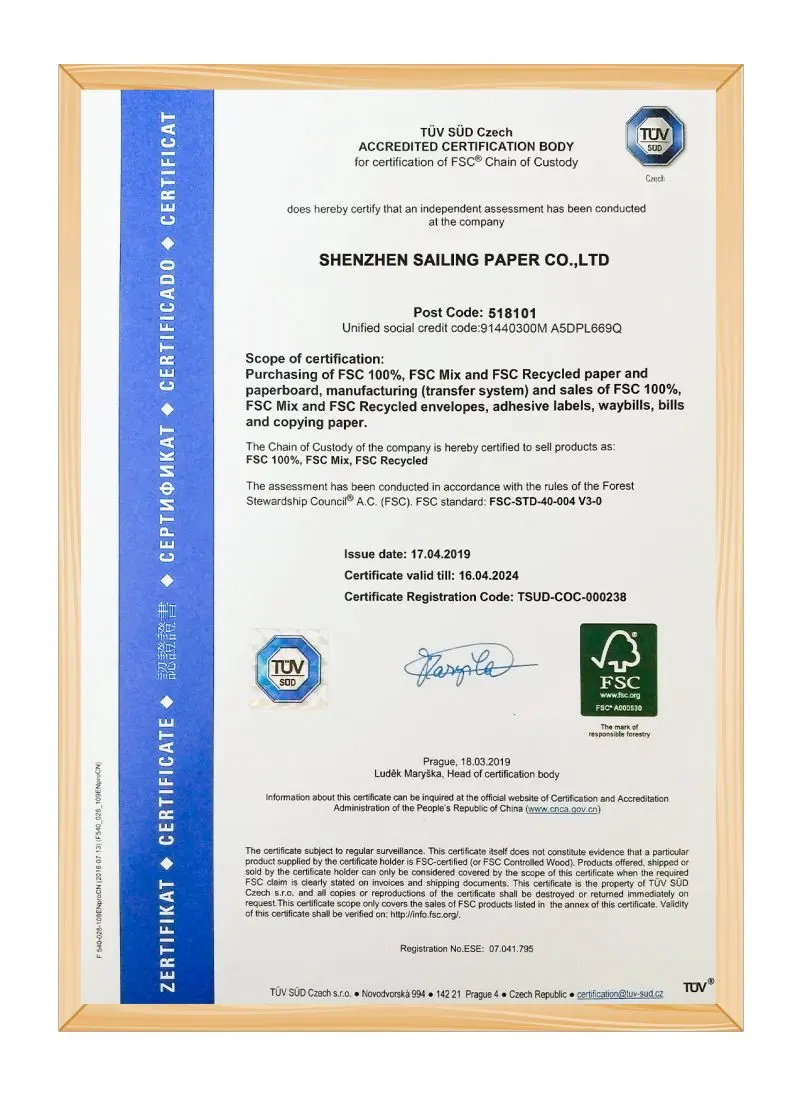 TÜV SÜD Czech
ACCREDITED CERTIFICATION BODY
for certification of FSC® Chain of Custody
TÜV
SÜD
Czech
does hereby certify that an independent assessment has been conducted
at the company
SHENZHEN SAILING PAPER CO.,LTD
Post Code: 518101
Unified social credit code:91440300M A5DPL669Q
Scope of certification:
Purchasing of FSC 100%, FSC Mix and FSC Recycled paper and
paperboard, manufacturing (transfer system) and sales of FSC 100%,
FSC Mix and FSC Recycled envelopes, adhesive labels, waybills, bills
and copying paper.
The Chain of Custody of the company is hereby certified to sell products as:
FSC 100%, FSC Mix, FSC Recycled
The assessment has been conducted in accordance with the rules of the Forest
Stewardship Council® A.C. (FSC). FSC standard: FSC-STD-40-004 V3-0
Issue date: 17.04.2019
Certificate valid till: 16.04.2024
Certificate Registration Code: TSUD-COC-000238
TÜV
SÜD
FSC
www.fsc.org
FSC® A000530
The mark of
responsible forestry
Prague, 18.03.2019
Luděk Maryška, Head of certification body
Information about this certificate can be inquired at the official website of Certification and Accreditation
Administration of the People's Republic of China (www.cnca.gov.cn)
The certificate subject to regular surveillance. This certificate itself does not constitute evidence that a particular
product supplied by the certificate holder is FSC-certified (or FSC Controlled Wood). Products offered, shipped or
sold by the certificate holder can only be considered covered by the scope of this certificate when the required
FSC claim is clearly stated on invoices and shipping documents. This certificate is the property of TÜV SÜD
Czech s.r.o. and all copies or reproductions of the certificate shall be destroyed or returned immediately on
request.This certificate scope only covers the sales of FSC products listed in the annex of this certificate. Validity
of this certificate shall be verified on: http://info.fsc.org/.
Registration No.ESE: 07.041.795
TÜV SÜD Czech s.r.o. ● Novodvorská 994 ● 142 21 Prague 4 ● Czech Republic ● certification@tuv-sud.cz
TÜV®
ZERTIFIKAT ◆ CERTIFICATE ◆ 認證證書 ◆ СЕРТИФИКАТ ◆ CERTIFICADO ◆ CERTIFICAT
F 540-028-109ENproCN (2016-07-13) (F540_028_109ENproCN)